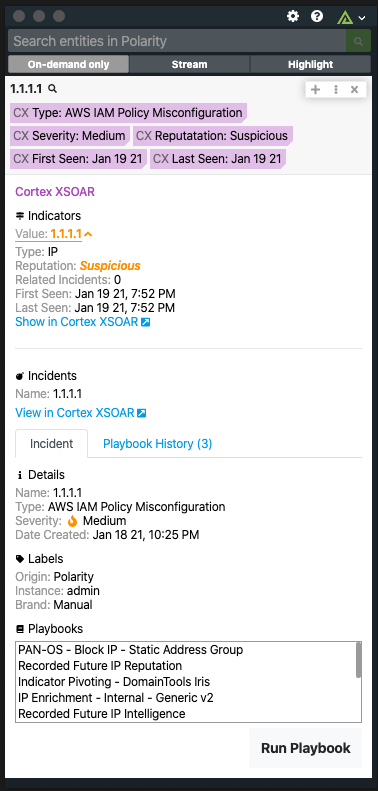 Search entities in Polarity
On-demand only Stream Highlight
1.1.1.1
CX Type: AWS IAM Policy Misconfiguration
CX Severity: Medium CX Reputatation: Suspicious
CX First Seen: Jan 19 21 CX Last Seen: Jan 19 21
Cortex XSOAR
Indicators
Value: 1.1.1.1
Type: IP
Reputation: Suspicious
Related Incidents: 0
First Seen: Jan 19 21, 7:52 PM
Last Seen: Jan 19 21, 7:52 PM
Show in Cortex XSOAR
Incidents
Name: 1.1.1.1
View in Cortex XSOAR
Incident Playbook History (3)
Details
Name: 1.1.1.1
Type: AWS IAM Policy Misconfiguration
Severity: Medium
Date Created: Jan 18 21, 10:25 PM
Labels
Origin: Polarity
Instance: admin
Brand: Manual
Playbooks
PAN-OS - Block IP - Static Address Group
Recorded Future IP Reputation
Indicator Pivoting - DomainTools Iris
IP Enrichment - Internal - Generic v2
Recorded Future IP Intelligence
Run Playbook